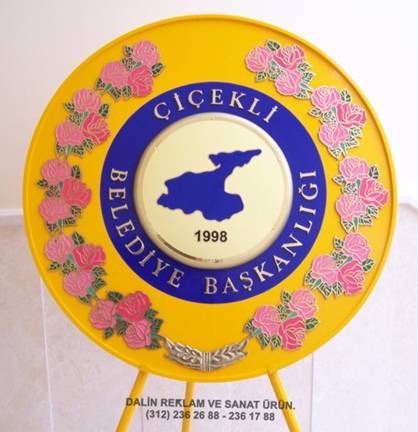 ÇİÇEKLİ
BELEDİYE BAŞKANLIĞI
1998
DALİN REKLAM VE SANAT ÜRÜN.
(312) 236 26 88 - 236 17 88